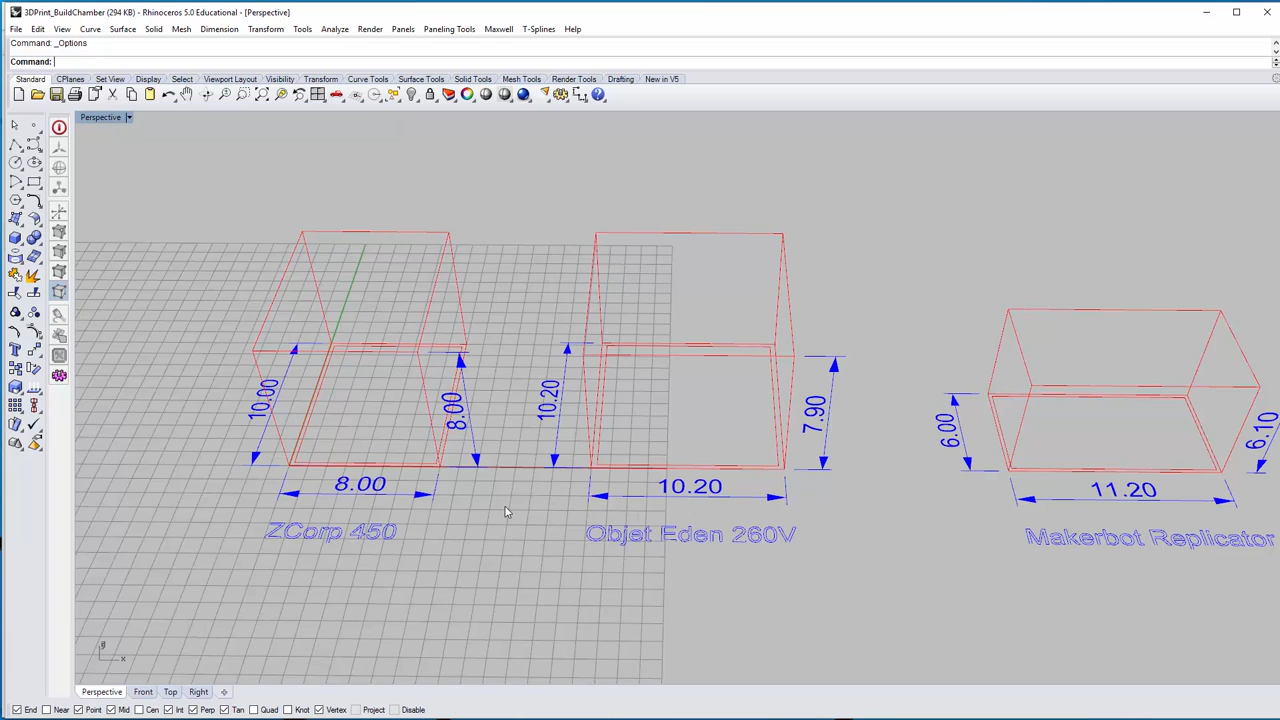 3DPrint_BuildChamber (294 KB) - Rhinoceros 5.0 Educational - [Perspective]
File Edit View Curve Surface Solid Mesh Dimension Transform Tools Analyze Render Panels Paneling Tools Maxwell T-Splines Help
Command: _Options
Command:
Standard CPlanes Set View Display Select Viewport Layout Visibility Transform Curve Tools Surface Tools Solid Tools Mesh Tools Render Tools Drafting New in V5
Perspective
10.00 8.00 10.20 7.90 6.00 6.10
8.00 10.20 11.20
ZCorp 450 Objet Eden 260V Makerbot Replicator
x
Perspective Front Top Right
End Near Point Mid Cen Int Perp Tan Quad Knot Vertex Project Disable